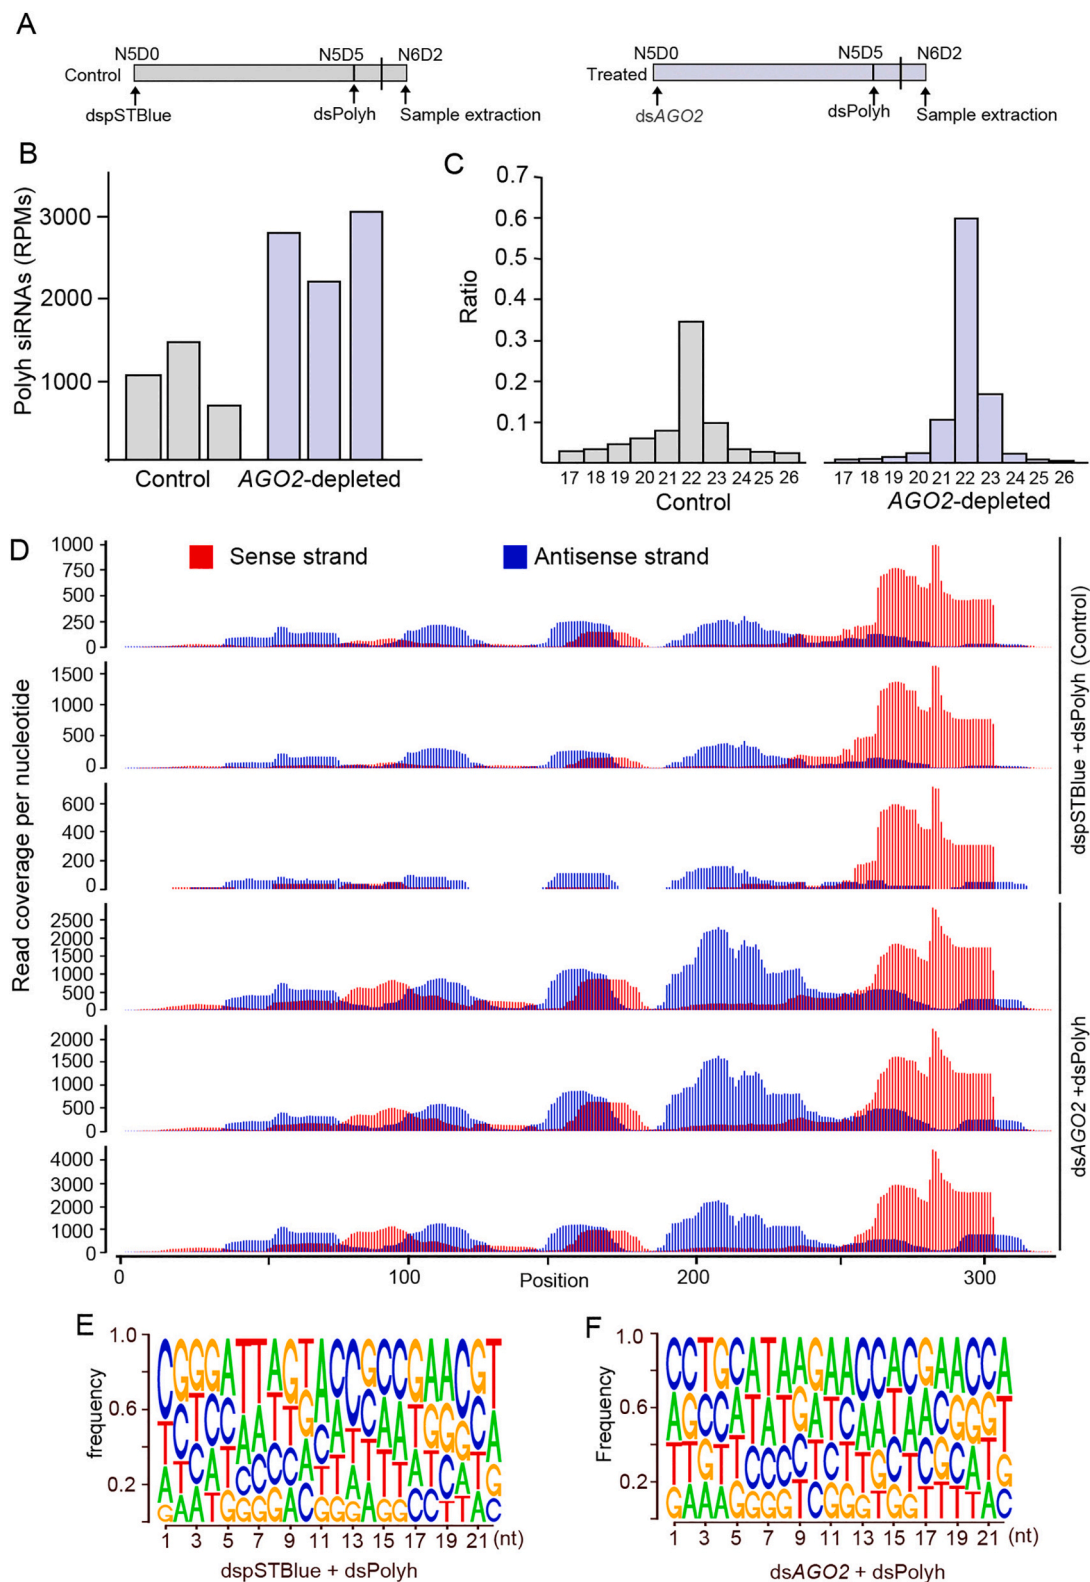 A
N5D0 N5D5 N6D2
Control
dspSTBlue dsPolyh Sample extraction
N5D0 N5D5 N6D2
Treated
dsAGO2 dsPolyh Sample extraction
B
Polyh siRNAs (RPMs)
3000
2000
1000
Control AGO2-depleted
C
Ratio
0.7
0.6
0.5
0.4
0.3
0.2
0.1
17 18 19 20 21 22 23 24 25 26
Control
17 18 19 20 21 22 23 24 25 26
AGO2-depleted
D
Sense strand Antisense strand
Read coverage per nucleotide
1000
750
500
250
0
1500
1000
500
0
600
400
200
0
dspSTBlue +dsPolyh (Control)
2500
2000
1500
1000
500
0
2000
1500
1000
500
0
4000
3000
2000
1000
0
dsAGO2 +dsPolyh
0 100 200 300
Position
E
frequency
1.0
0.6
0.2
CGGGATTAGTACCGCCGAACGT
1 3 5 7 9 11 13 15 17 19 21 (nt)
dspSTBlue + dsPolyh
F
Frequency
1.0
0.6
0.2
CCTGCATAAGAACCACGAACCA
1 3 5 7 9 11 13 15 17 19 21 (nt)
dsAGO2 + dsPolyh